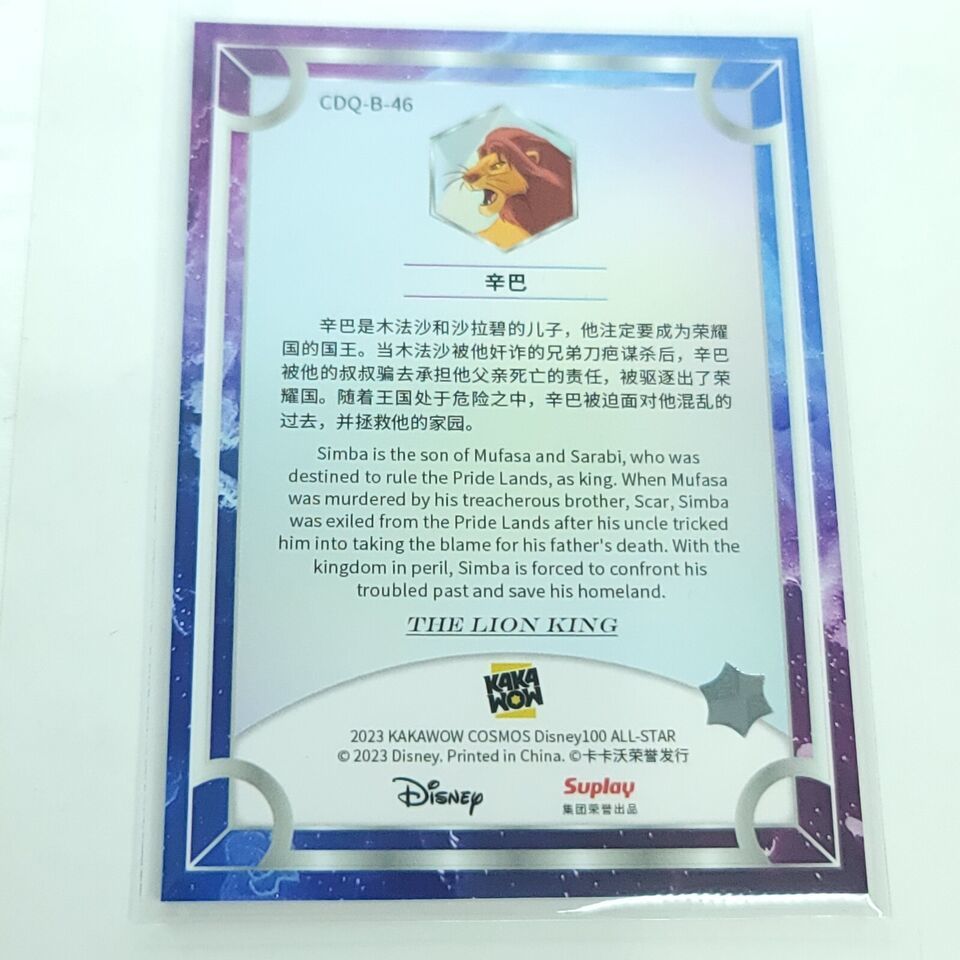 CDQ-B-46
辛巴
辛巴是木法沙和沙拉碧的儿子，他注定要成为荣耀
国的国王。当木法沙被他奸诈的兄弟刀疤谋杀后，辛巴
被他的叔叔骗去承担他父亲死亡的责任，被驱逐出了荣
耀国。随着王国处于危险之中，辛巴被迫面对他混乱的
过去，并拯救他的家园。
Simba is the son of Mufasa and Sarabi, who was
destined to rule the Pride Lands, as king. When Mufasa
was murdered by his treacherous brother, Scar, Simba
was exiled from the Pride Lands after his uncle tricked
him into taking the blame for his father's death. With the
kingdom in peril, Simba is forced to confront his
troubled past and save his homeland.
THE LION KING
KAKA
WOW
2023 KAKAWOW COSMOS Disney100 ALL-STAR
© 2023 Disney. Printed in China. ©卡卡沃荣誉发行
Disney
Suplay
集团荣誉出品